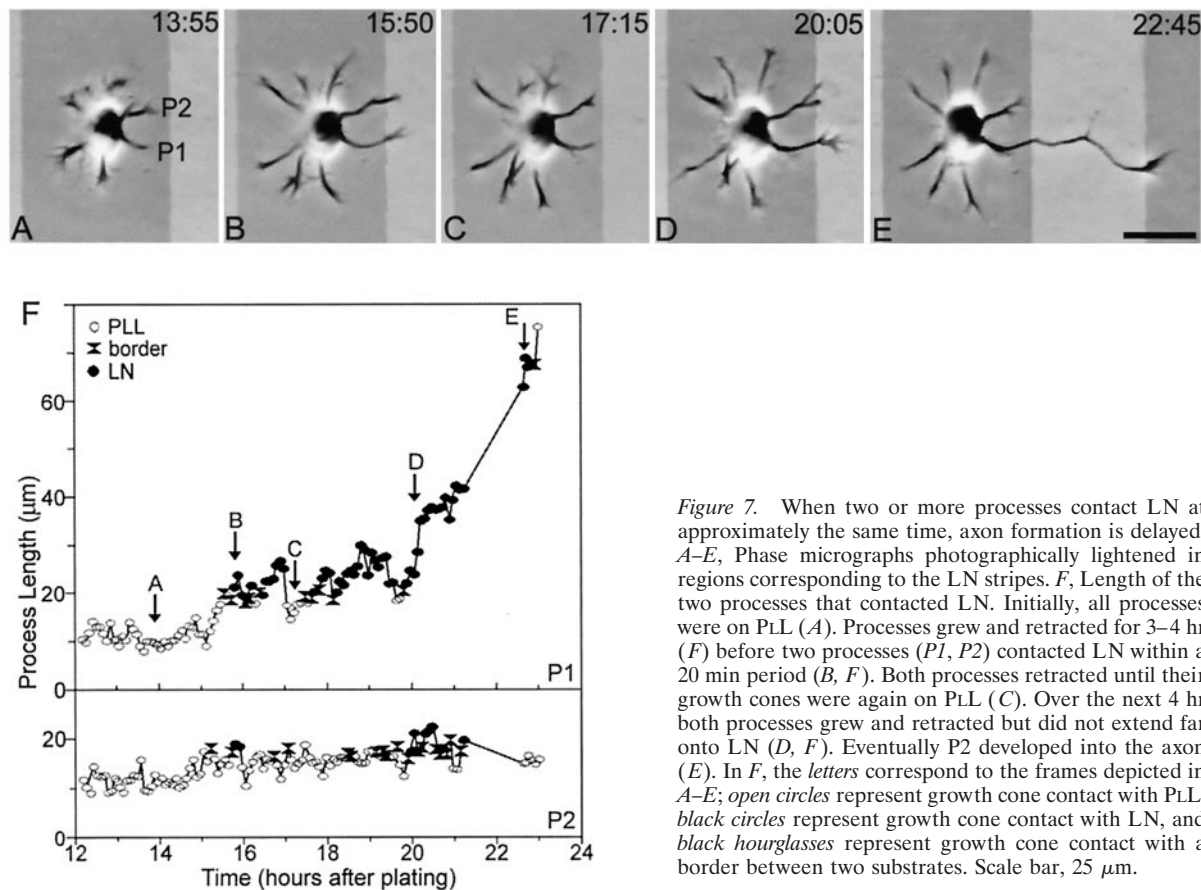 13:55
15:50
17:15
20:05
22:45
P2
P1
A
B
C
D
E
F
PLL
border
LN
A
B
C
D
E
P1
P2
Process Length (μm)
60
40
20
0
20
0
12
14
16
18
20
22
24
Time (hours after plating)
Figure 7. When two or more processes contact LN at
approximately the same time, axon formation is delayed
A–E, Phase micrographs photographically lightened in
regions corresponding to the LN stripes. F, Length of the
two processes that contacted LN. Initially, all processes
were on PLL (A). Processes grew and retracted for 3–4 hr
(F) before two processes (P1, P2) contacted LN within a
20 min period (B, F). Both processes retracted until their
growth cones were again on PLL (C). Over the next 4 hr
both processes grew and retracted but did not extend far
onto LN (D, F). Eventually P2 developed into the axon
(E). In F, the letters correspond to the frames depicted in
A–E; open circles represent growth cone contact with PLL
black circles represent growth cone contact with LN, and
black hourglasses represent growth cone contact with a
border between two substrates. Scale bar, 25 μm.